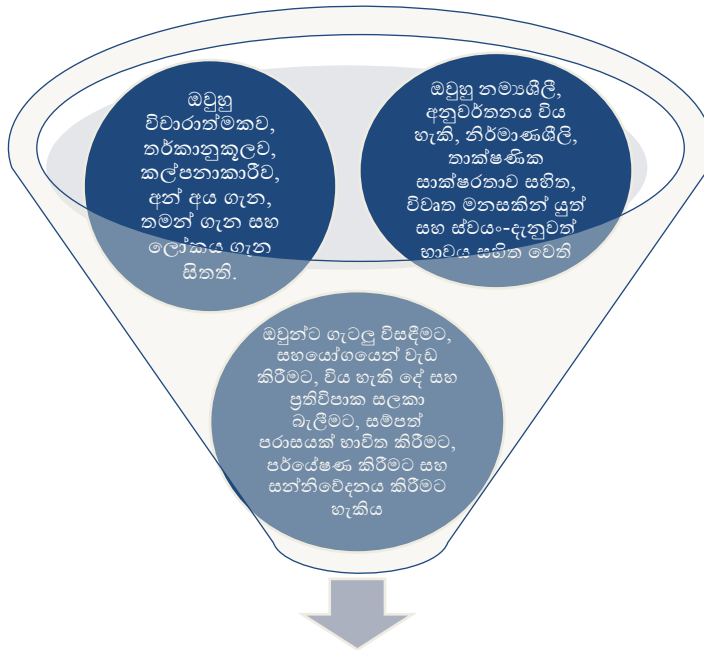 ඔවුහු
විචාරාත්මකව,
තර්කානුකූලව,
කල්පනාකාරීව,
අන් අය ගැන,
තමන් ගැන සහ
ලෝකය ගැන
සිතති.
ඔවුහු නම්‍යශීලී,
අනුවර්තනය විය
හැකි, නිර්මාණශීලි,
තාක්ෂණික
සාක්ෂරතාව සහිත,
විවෘත මනසකින් යුත්
සහ ස්වයං-දැනුවත්
භාවය සහිත වෙති
ඔවුන්ට ගැටලු විසඳීමට,
සහයෝගයෙන් වැඩ
කිරීමට, විය හැකි දේ සහ
ප්‍රතිවිපාක සලකා
බැලීමට, සම්පත්
පරාසයක් භාවිත කිරීමට,
පර්යේෂණ කිරීමට සහ
සන්නිවේදනය කිරීමට
හැකිය